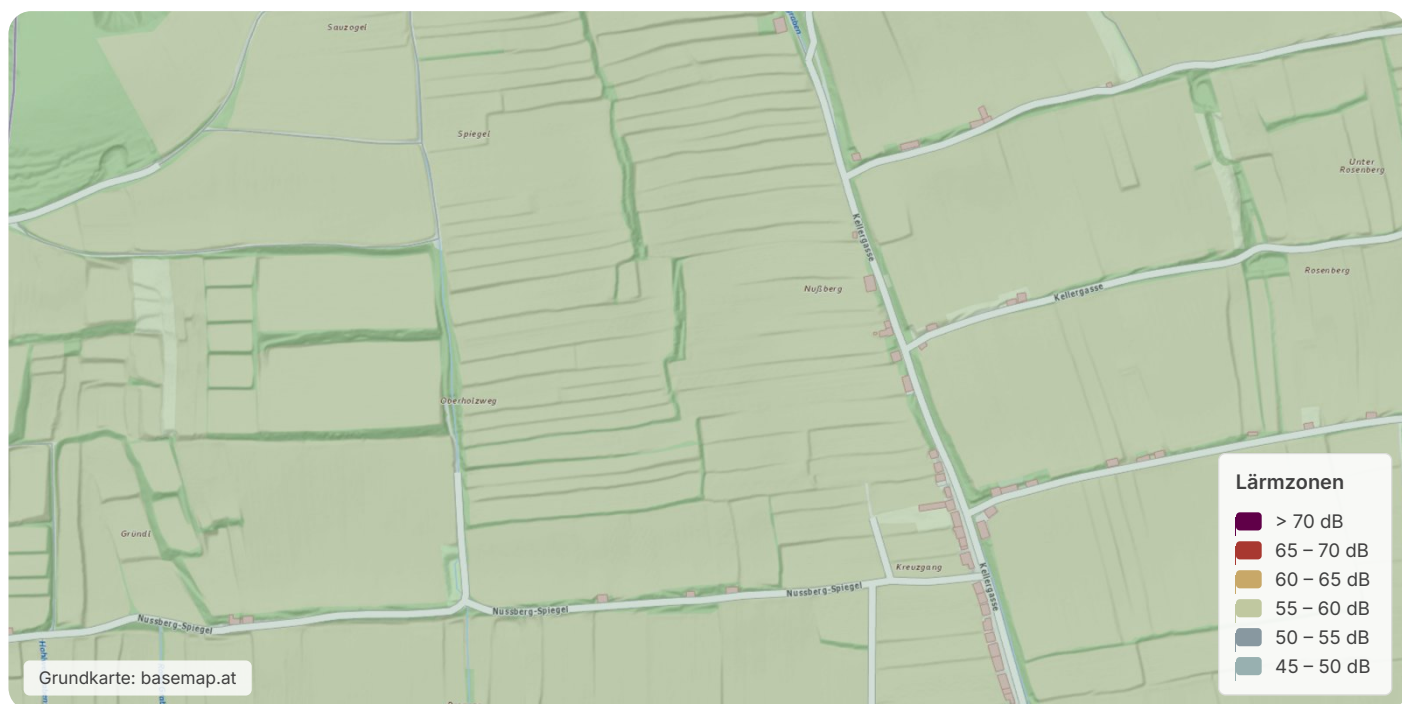 Sauzogel
Spiegel
Unter
Rosenberg
Kellergasse
Rosenberg
Nußberg
Kellergasse
Oberholzweg
Gründl
Kreuzgang
Kellergasse
Nussberg-Spiegel
Nussberg-Spiegel
Nussberg-Spiegel
Lärmzonen
> 70 dB
65 – 70 dB
60 – 65 dB
55 – 60 dB
50 – 55 dB
45 – 50 dB
Grundkarte: basemap.at